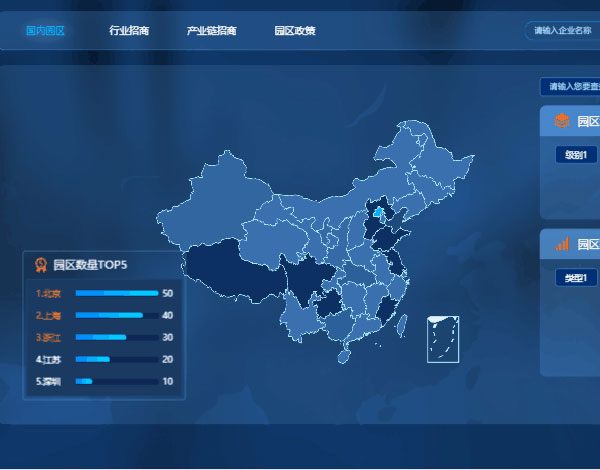 国内园区 行业招商 产业链招商 园区政策 请输入企业名称
请输入您要查
园区
级别1
园区数量TOP5
园区
类型1
1.北京 50
2.上海 40
3.浙江 30
4.江苏 20
5.深圳 10